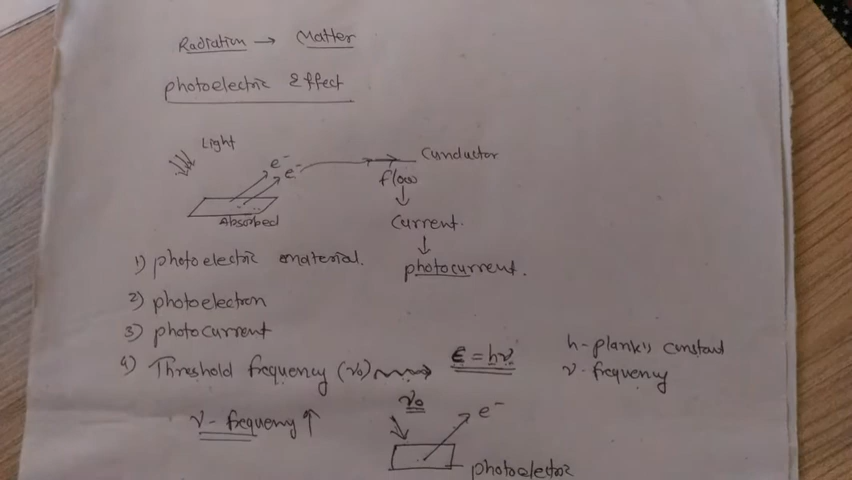 Radiation → Matter
photoelectric Effect
Light
e⁻
e⁻
Conductor
flow
↓
Absorbed
Current.
↓
1) photoelectric material.
photocurrent.
2) photoelectron
3) photocurrent
4) Threshold frequency (ν₀) → E = hν
h - plank's constant
ν - frequency
ν₀
ν - frequency ↑
e⁻
photoelectric